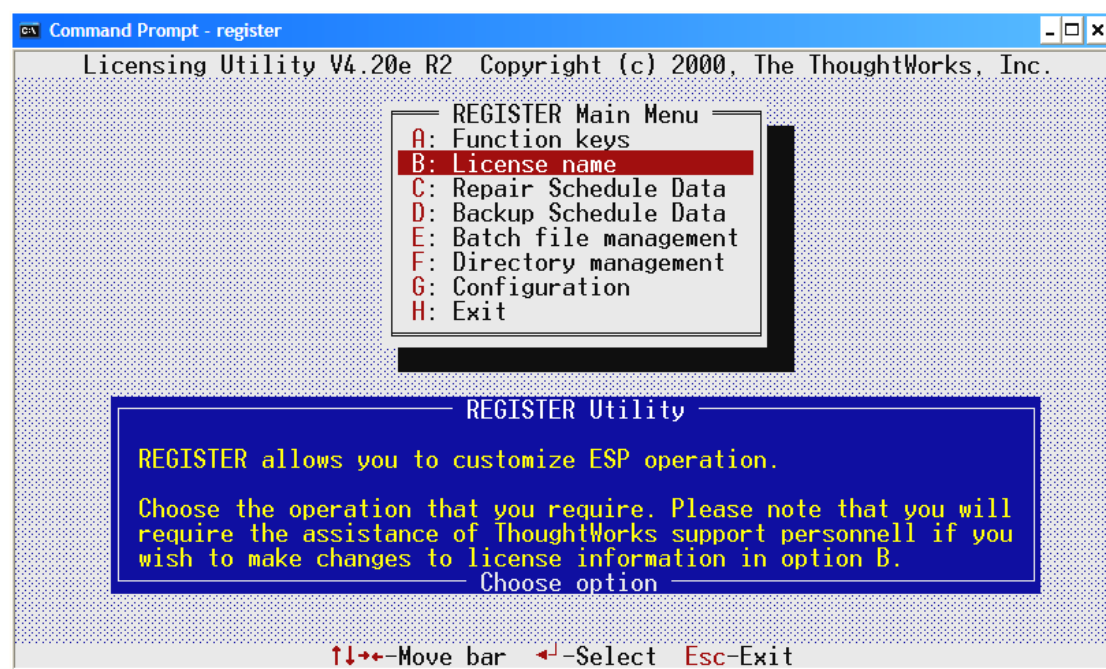 Command Prompt - register
Licensing Utility V4.20e R2 Copyright (c) 2000, The ThoughtWorks, Inc.
REGISTER Main Menu
A: Function keys
B: License name
C: Repair Schedule Data
D: Backup Schedule Data
E: Batch file management
F: Directory management
G: Configuration
H: Exit
REGISTER Utility
REGISTER allows you to customize ESP operation.
Choose the operation that you require. Please note that you will
require the assistance of ThoughtWorks support personnell if you
wish to make changes to license information in option B.
Choose option
↑↓→←-Move bar ◄┘-Select Esc-Exit